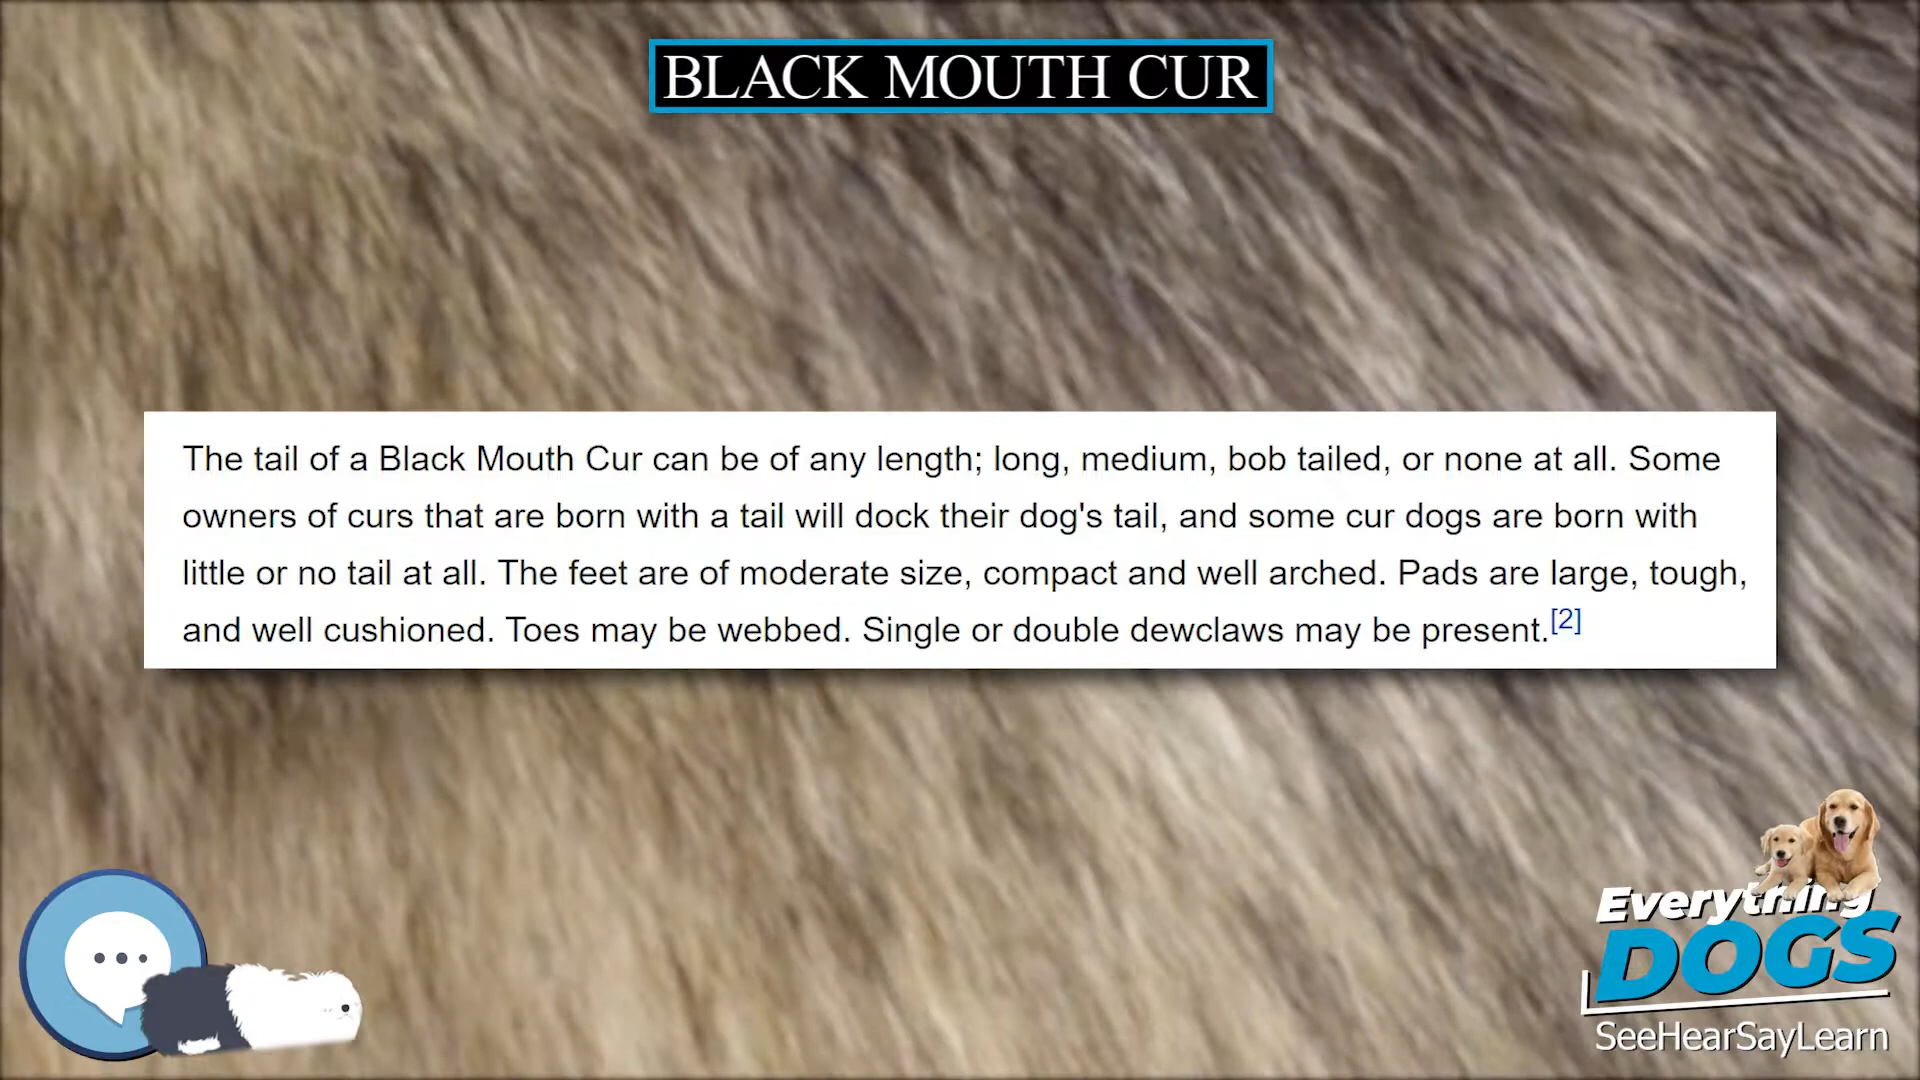 BLACK MOUTH CUR
The tail of a Black Mouth Cur can be of any length; long, medium, bob tailed, or none at all. Some
owners of curs that are born with a tail will dock their dog's tail, and some cur dogs are born with
little or no tail at all. The feet are of moderate size, compact and well arched. Pads are large, tough,
and well cushioned. Toes may be webbed. Single or double dewclaws may be present.[2]
Everything
DOGS
SeeHearSayLearn